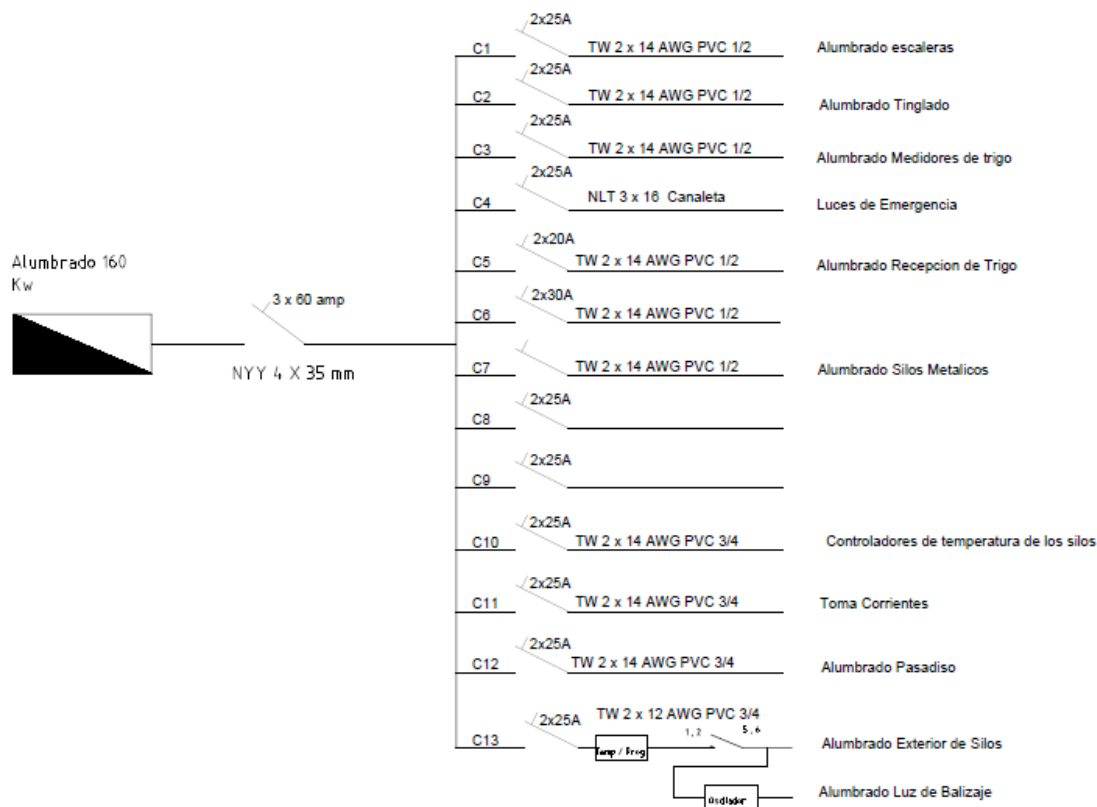 2x25A
C1 TW 2 x 14 AWG PVC 1/2 Alumbrado escaleras
2x25A
C2 TW 2 x 14 AWG PVC 1/2 Alumbrado Tinglado
2x25A
C3 TW 2 x 14 AWG PVC 1/2 Alumbrado Medidores de trigo
2x25A
C4 NLT 3 x 16 Canaleta Luces de Emergencia
2x20A
C5 TW 2 x 14 AWG PVC 1/2 Alumbrado Recepcion de Trigo
Alumbrado 160
Kw
3 x 60 amp
NYY 4 X 35 mm
2x30A
C6 TW 2 x 14 AWG PVC 1/2
C7 TW 2 x 14 AWG PVC 1/2 Alumbrado Silos Metalicos
2x25A
C8
2x25A
C9
2x25A
C10 TW 2 x 14 AWG PVC 3/4 Controladores de temperatura de los silos
2x25A
C11 TW 2 x 14 AWG PVC 3/4 Toma Corrientes
2x25A
C12 TW 2 x 14 AWG PVC 3/4 Alumbrado Pasadiso
2x25A
TW 2 x 12 AWG PVC 3/4
1,2 5,6
C13 Temp / Prog Alumbrado Exterior de Silos
Oscilador Alumbrado Luz de Balizaje